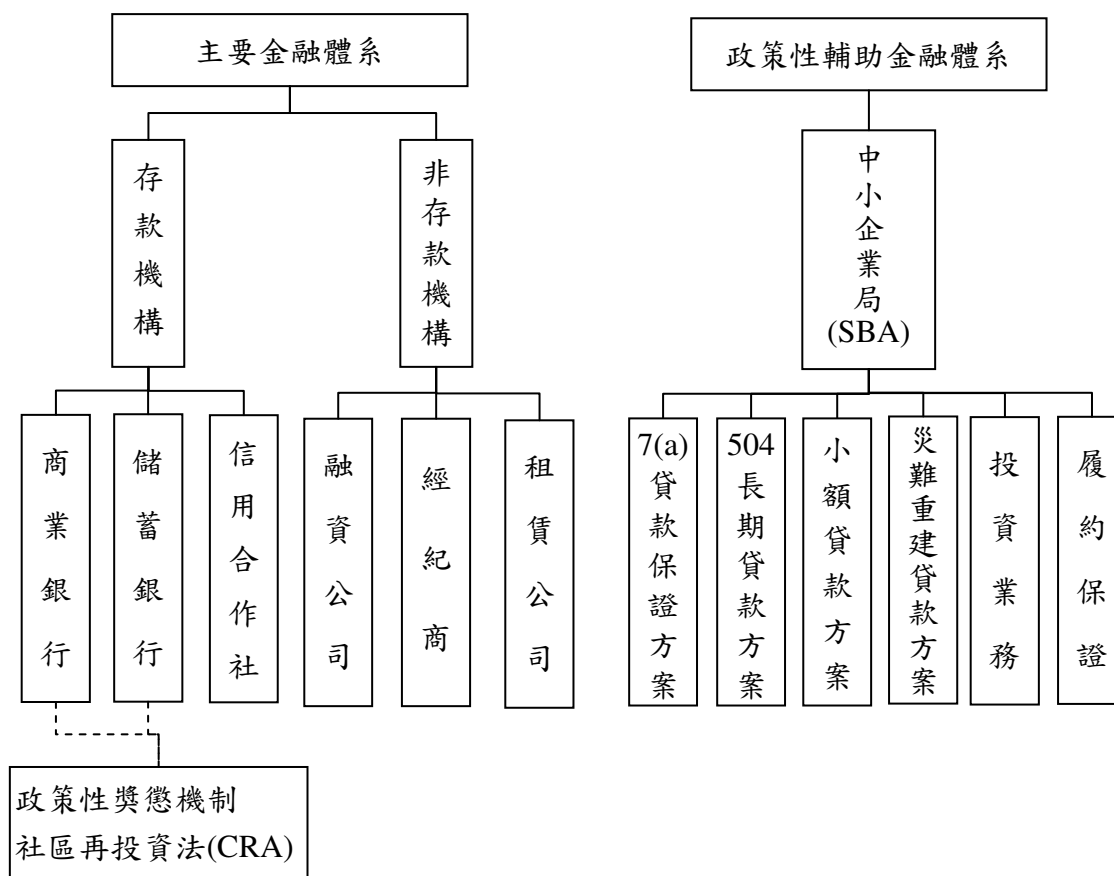 主要金融體系
政策性輔助金融體系
存款機構
非存款機構
中小企業局
(SBA)
商業銀行
儲蓄銀行
信用合作社
融資公司
經紀商
租賃公司
7(a)
貸款保證方案
504
長期貸款方案
小額貸款方案
災難重建貸款方案
投資業務
履約保證
政策性獎懲機制
社區再投資法(CRA)